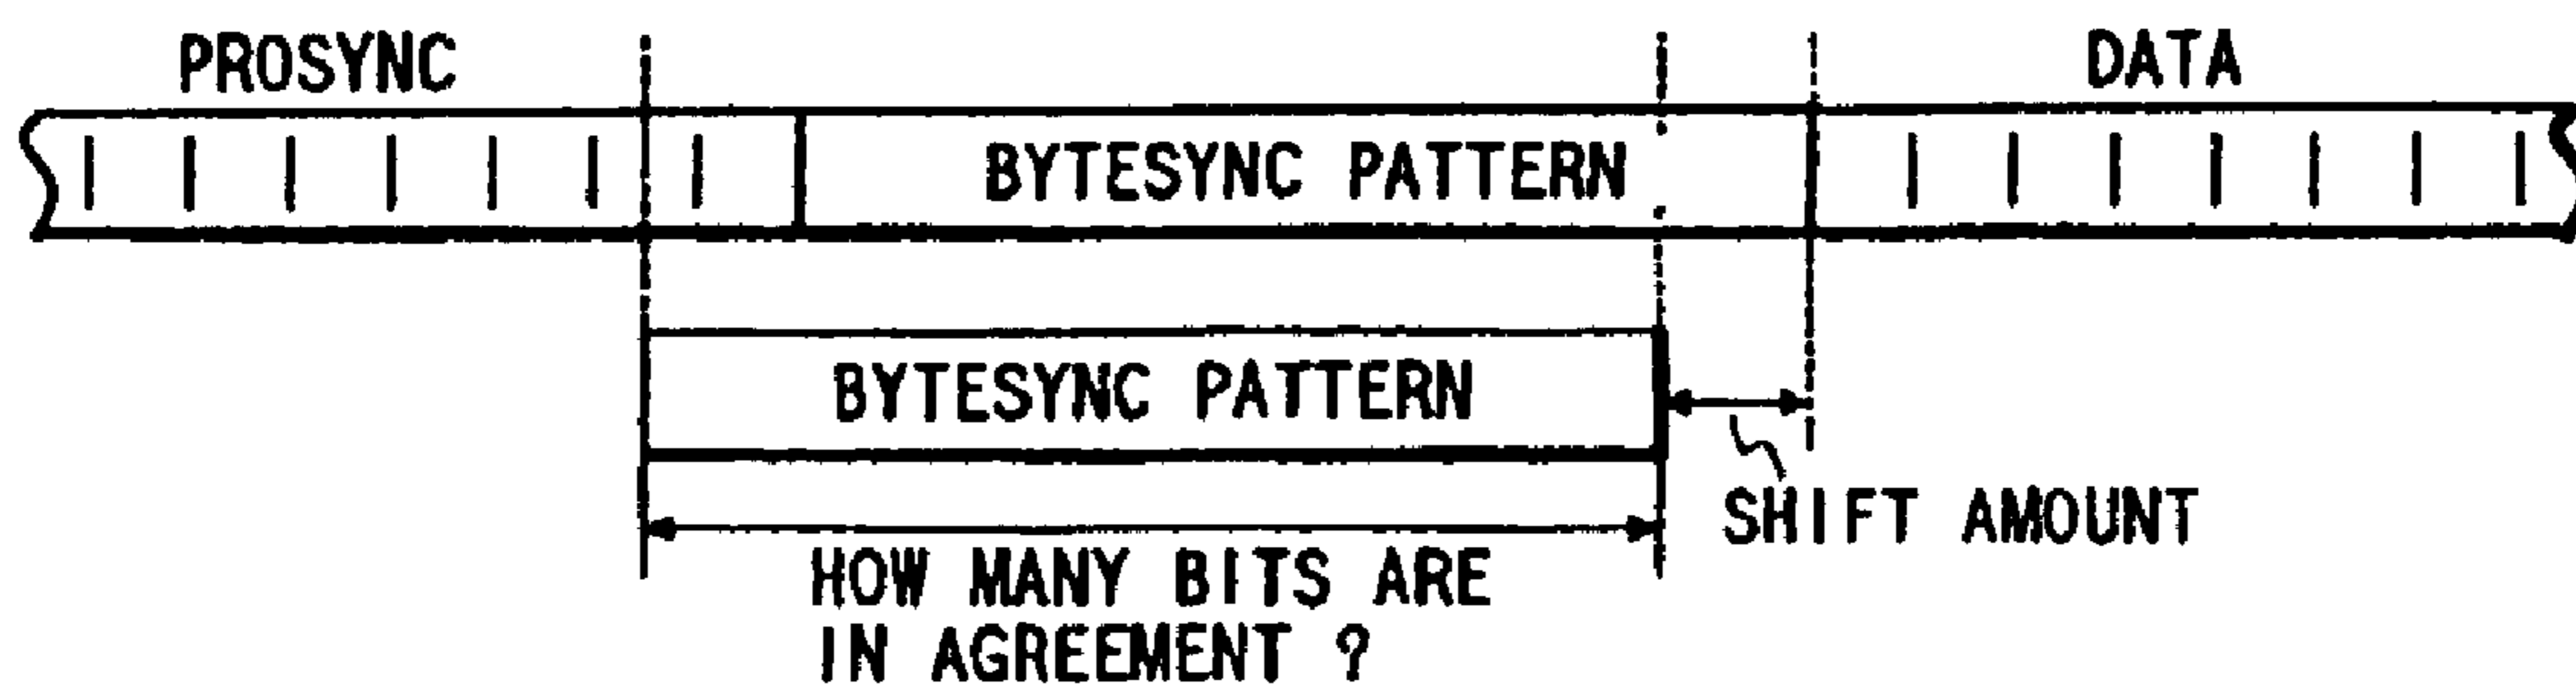 PROSYNC
DATA
BYTESYNC PATTERN
BYTESYNC PATTERN
SHIFT AMOUNT
HOW MANY BITS ARE
IN AGREEMENT ?